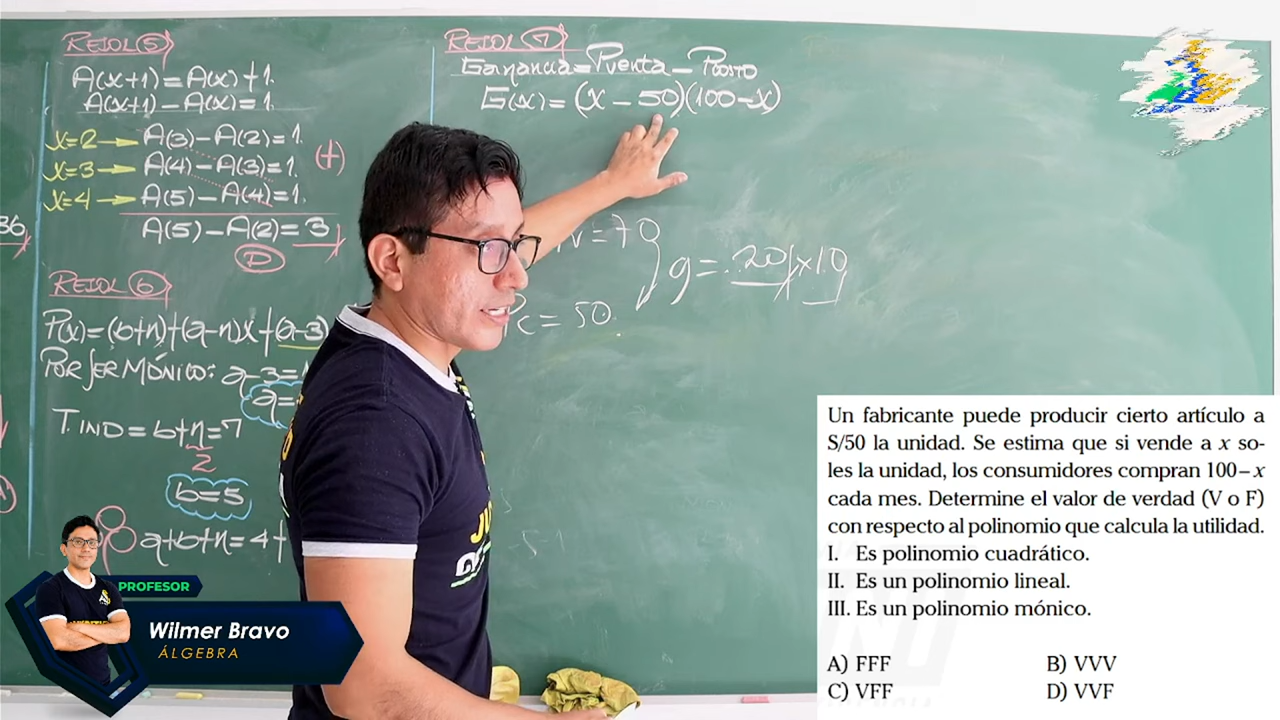 RESOL 5
A(x+1)=A(x)+1.
A(x+1)-A(x)=1.
x=2 → A(3)-A(2)=1.
x=3 → A(4)-A(3)=1. (+)
x=4 → A(5)-A(4)=1.
A(5)-A(2)=3
D
36
RESOL 6
P(x)=(b+n)+(a-n)x+(a-3)
POR SER MÓNICO: a-3=
a=
T. IND=b+n=7
2
b=5
a+b+n=4+
RESOL 7
Ganancia=Pventa-Pcosto
G(x)=(x-50)(100-x)
v=70
g=20x10
Pc=50.
PROFESOR
Wilmer Bravo
ÁLGEBRA
Un fabricante puede producir cierto artículo a
S/50 la unidad. Se estima que si vende a x so-
les la unidad, los consumidores compran 100–x
cada mes. Determine el valor de verdad (V o F)
con respecto al polinomio que calcula la utilidad.
I. Es polinomio cuadrático.
II. Es un polinomio lineal.
III. Es un polinomio mónico.
A) FFF B) VVV
C) VFF D) VVF